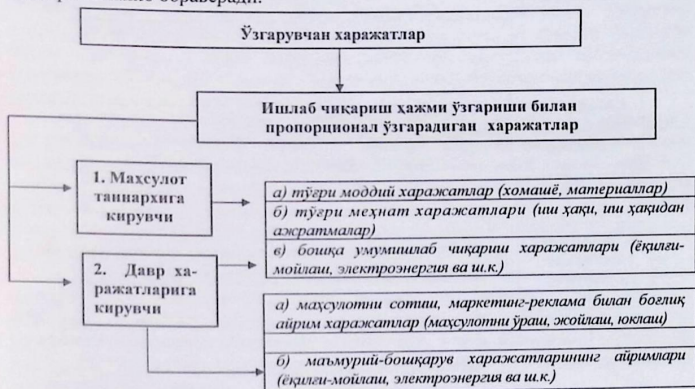 бораверади.
Ўзгарувчан харажатлар
Ишлаб чиқариш ҳажми ўзгариши билан
пропорционал ўзгарадиган харажатлар
1. Маҳсулот
таннархига
кирувчи
а) тўғри моддий харажатлар (хомашё, материаллар)
б) тўғри меҳнат харажатлари (иш ҳақи, иш ҳақидан
ажратмалар)
в) бошқа умумишлаб чиқариш харажатлари (ёқилғи-
мойлаш, электроэнергия ва ш.к.)
2. Давр ха-
ражатларига
кирувчи
а) маҳсулотни сотиш, маркетинг-реклама билан боғлиқ
айрим харажатлар (маҳсулотни ўраш, жойлаш, юклаш)
б) маъмурий-бошқарув харажатларининг айримлари
(ёқилғи-мойлаш, электроэнергия ва ш.к.)